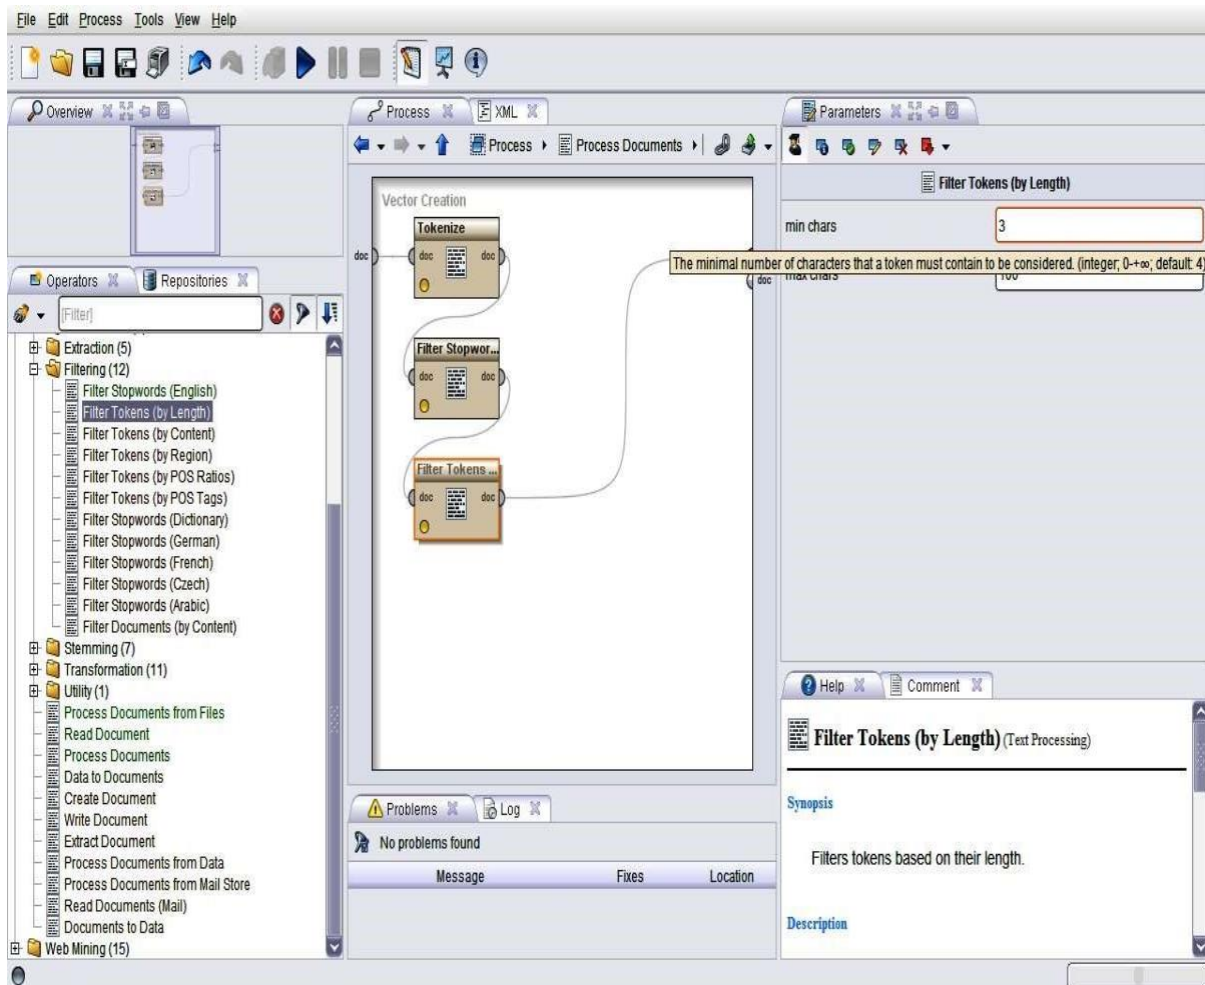 File Edit Process Tools View Help
Overview
Process XML
Parameters
Process Process Documents
Filter Tokens (by Length)
Vector Creation
min chars 3
Tokenize
doc doc doc
The minimal number of characters that a token must contain to be considered. (integer; 0-+∞; default: 4)
max chars
doc
Operators Repositories
[Filter]
Extraction (5)
Filtering (12)
Filter Stopwords (English)
Filter Tokens (by Length)
Filter Tokens (by Content)
Filter Tokens (by Region)
Filter Tokens (by POS Ratios)
Filter Tokens (by POS Tags)
Filter Stopwords (Dictionary)
Filter Stopwords (German)
Filter Stopwords (French)
Filter Stopwords (Czech)
Filter Stopwords (Arabic)
Filter Documents (by Content)
Stemming (7)
Transformation (11)
Utility (1)
Process Documents from Files
Read Document
Process Documents
Data to Documents
Create Document
Write Document
Extract Document
Process Documents from Data
Process Documents from Mail Store
Read Documents (Mail)
Documents to Data
Web Mining (15)
Filter Stopwor...
doc doc
Filter Tokens ...
doc doc
Problems Log
No problems found
Message Fixes Location
Help Comment
Filter Tokens (by Length) (Text Processing)
Synopsis
Filters tokens based on their length.
Description